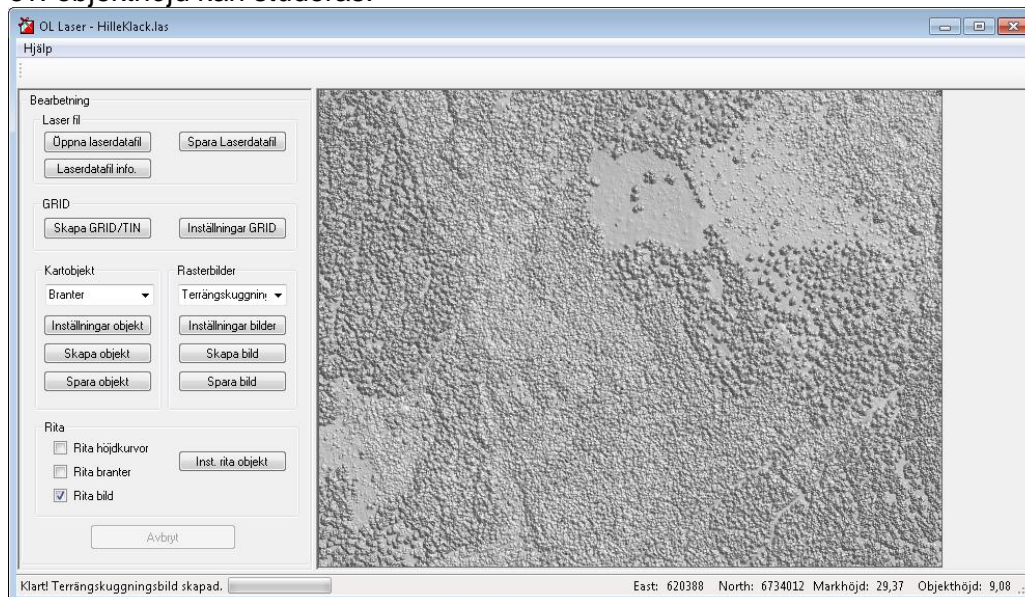 OL Laser - HilleKlack.las
Hjälp
Bearbetning
Laser fil
Öppna laserdatafil Spara Laserdatafil
Laserdatafil info.
GRID
Skapa GRID/TIN Inställningar GRID
Kartobjekt Rasterbilder
Branter Terrängskuggnin
Inställningar objekt Inställningar bilder
Skapa objekt Skapa bild
Spara objekt Spara bild
Rita
Rita höjdkurvor
Inst. rita objekt
Rita branter
Rita bild
Avbryt
Klart! Terrängskuggningsbild skapad. East: 620388 North: 6734012 Markhöjd: 29,37 Objekthöjd: 9,08